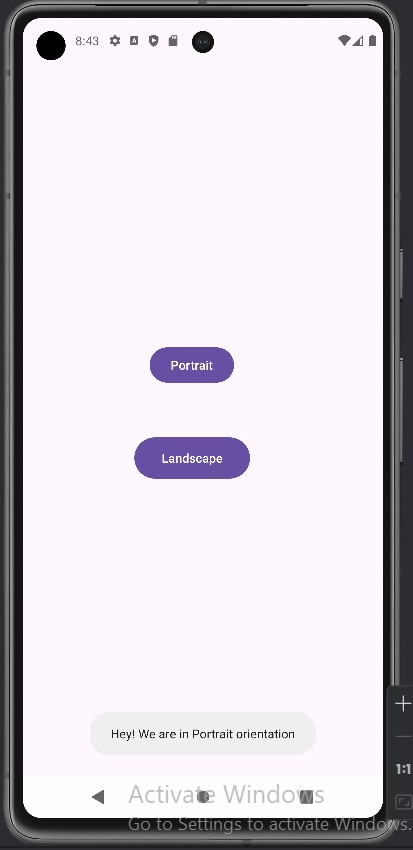 8:43
Portrait
Landscape
Hey! We are in Portrait orientation
Activate Windows
Go to Settings to activate Windows.
1:1